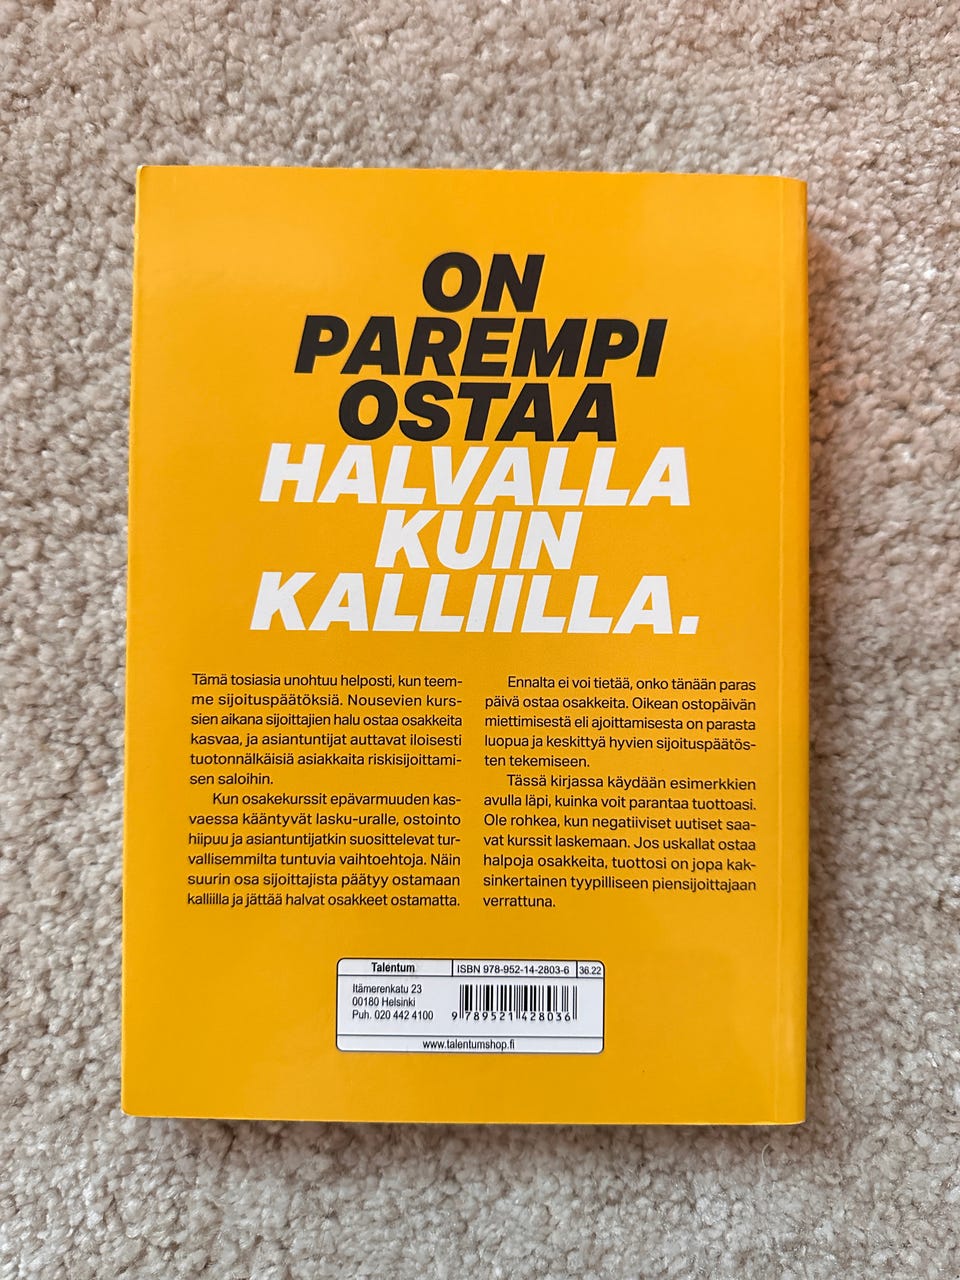 ON
PAREMPI
OSTAA
HALVALLA
KUIN
KALLIILLA.
Tämä tosiasia unohtuu helposti, kun teem-
me sijoituspäätöksiä. Nousevien kurs-
sien aikana sijoittajien halu ostaa osakkeita
kasvaa, ja asiantuntijat auttavat iloisesti
tuotonnälkäisiä asiakkaita riskisijoittami-
sen saloihin.
Kun osakekurssit epävarmuuden kas-
vaessa kääntyvät lasku-uralle, ostointo
hiipuu ja asiantuntijatkin suosittelevat tur-
vallisemmilta tuntuvia vaihtoehtoja. Näin
suurin osa sijoittajista päätyy ostamaan
kalliilla ja jättää halvat osakkeet ostamatta.
Ennalta ei voi tietää, onko tänään paras
päivä ostaa osakkeita. Oikean ostopäivän
miettimisestä eli ajoittamisesta on parasta
luopua ja keskittyä hyvien sijoituspäätös-
ten tekemiseen.
Tässä kirjassa käydään esimerkkien
avulla läpi, kuinka voit parantaa tuottoasi.
Ole rohkea, kun negatiiviset uutiset saa-
vat kurssit laskemaan. Jos uskallat ostaa
halpoja osakkeita, tuottosi on jopa kak-
sinkertainen tyypilliseen piensijoittajaan
verrattuna.
Talentum
ISBN 978-952-14-2803-6
36.22
Itämerenkatu 23
00180 Helsinki
Puh. 020 442 4100
9 789521 428036
www.talentumshop.fi